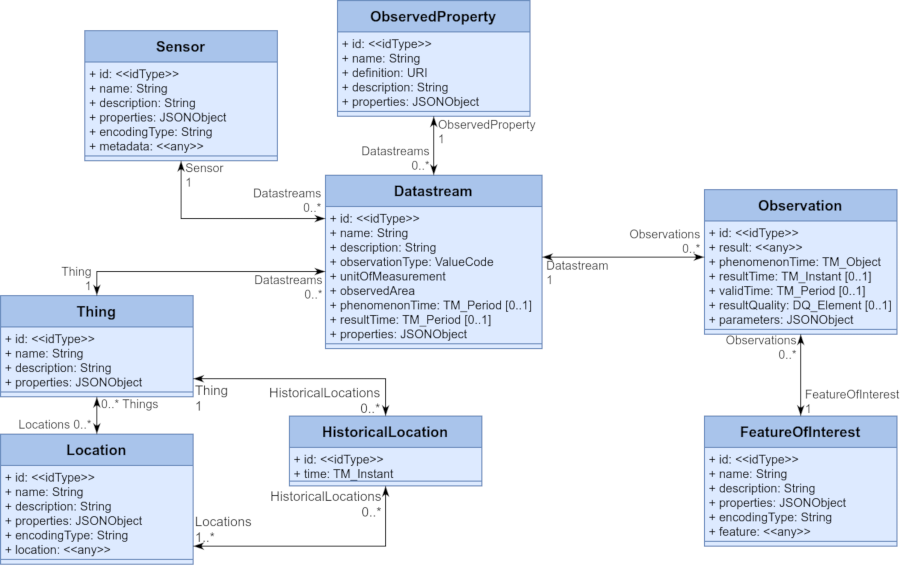 ObservedProperty
+ id: <<idType>>
+ name: String
+ definition: URI
+ description: String
+ properties: JSONObject
Sensor
+ id: <<idType>>
+ name: String
+ description: String
+ properties: JSONObject
+ encodingType: String
+ metadata: <<any>>
ObservedProperty
1
Datastreams
0..*
Sensor
1
Datastreams
0..*
Datastream
+ id: <<idType>>
+ name: String
+ description: String
+ observationType: ValueCode
+ unitOfMeasurement
+ observedArea
+ phenomenonTime: TM_Period [0..1]
+ resultTime: TM_Period [0..1]
+ properties: JSONObject
Observations
0..*
Datastream
1
Observation
+ id: <<idType>>
+ result: <<any>>
+ phenomenonTime: TM_Object
+ resultTime: TM_Instant [0..1]
+ validTime: TM_Period [0..1]
+ resultQuality: DQ_Element [0..1]
+ parameters: JSONObject
Thing
1
Datastreams
0..*
Thing
+ id: <<idType>>
+ name: String
+ description: String
+ properties: JSONObject
Observations
0..*
FeatureOfInterest
1
Thing
1
HistoricalLocations
0..*
0..* Things
Locations 0..*
HistoricalLocation
+ id: <<idType>>
+ time: TM_Instant
FeatureOfInterest
+ id: <<idType>>
+ name: String
+ description: String
+ properties: JSONObject
+ encodingType: String
+ feature: <<any>>
Location
+ id: <<idType>>
+ name: String
+ description: String
+ properties: JSONObject
+ encodingType: String
+ location: <<any>>
HistoricalLocations
0..*
Locations
1..*